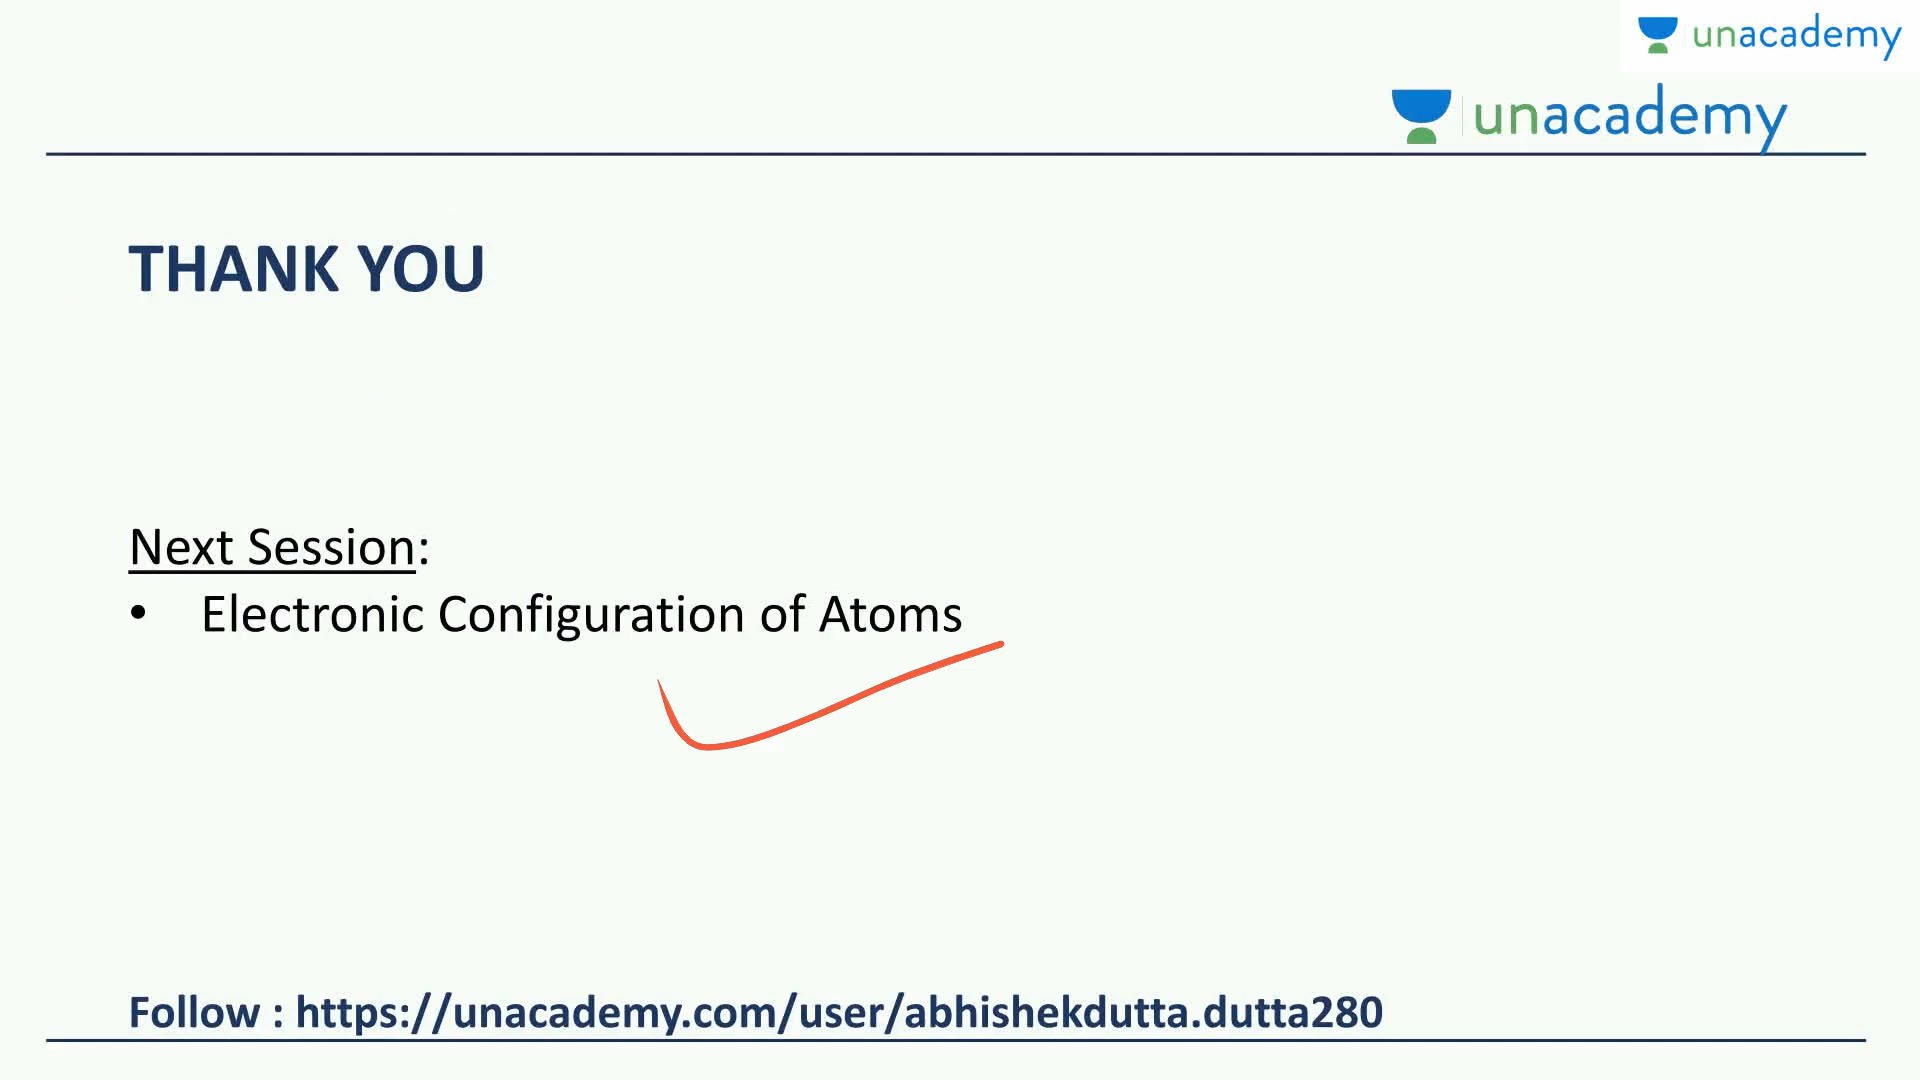 unacademy
unacademy
THANK YOU
Next Session:
• Electronic Configuration of Atoms
Follow : https://unacademy.com/user/abhishekdutta.dutta280